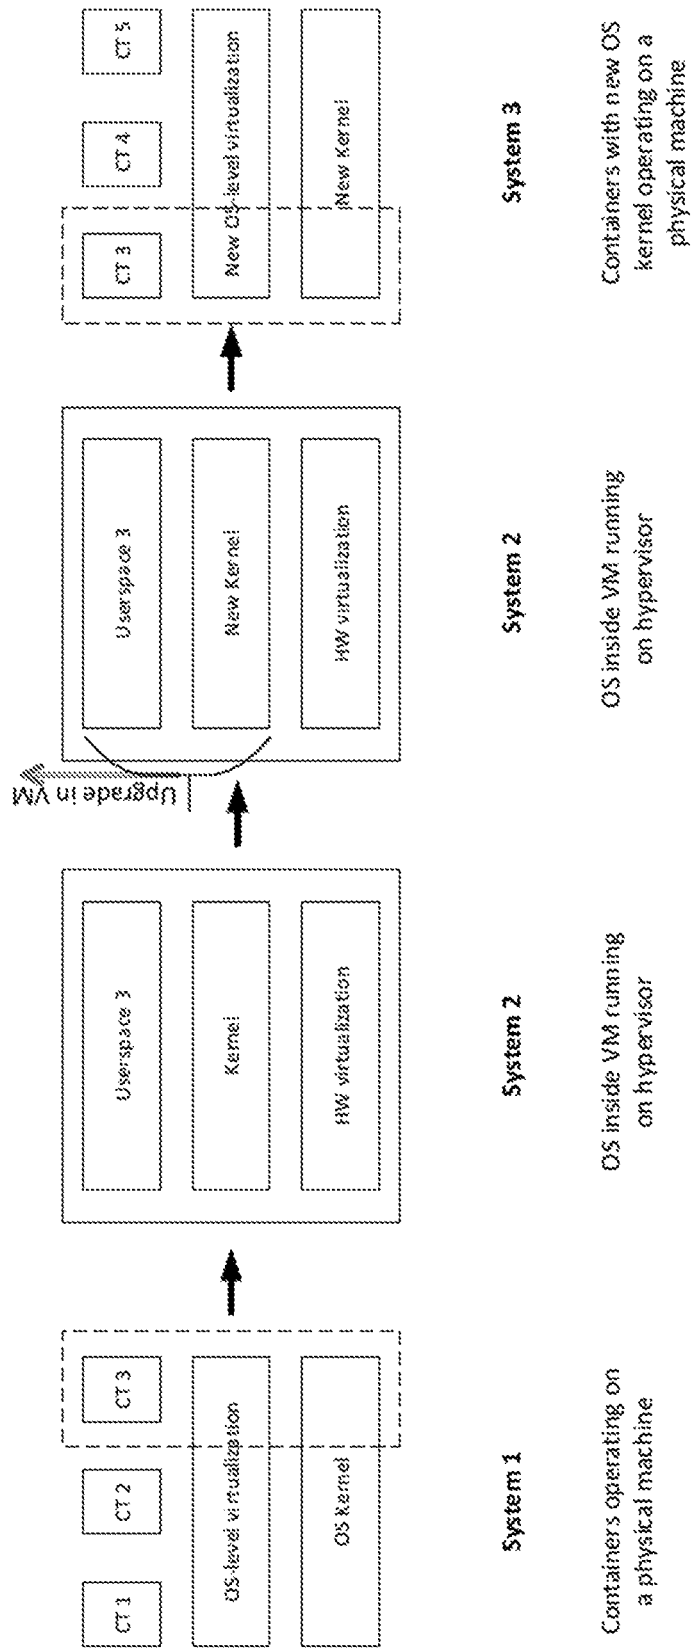 CT 1
CT 2
CT 3
OS-level virtualization
OS Kernel
System 1
Containers operating on
a physical machine
Userspace 3
Kernel
HW virtualization
System 2
OS inside VM running
on hypervisor
Upgrade in VM
Userspace 3
New Kernel
HW virtualization
System 2
OS inside VM running
on hypervisor
CT 3
CT 4
CT 5
New OS-level virtualization
New Kernel
System 3
Containers with new OS
kernel operating on a
physical machine